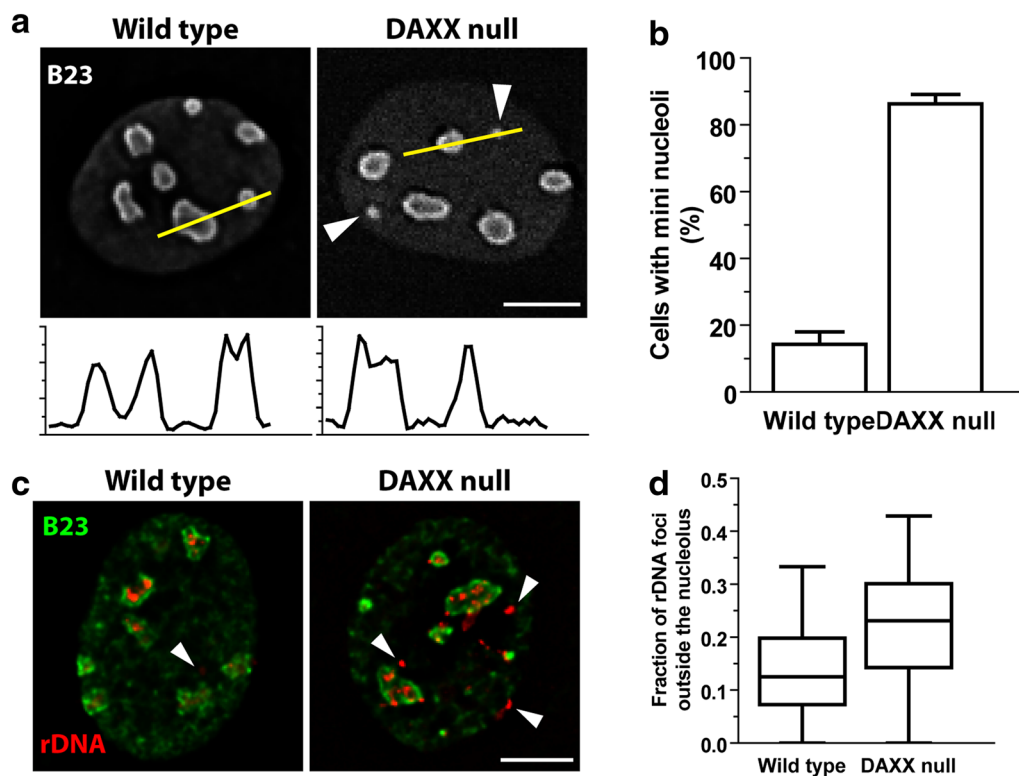 a
Wild type
DAXX null
B23
b
Cells with mini nucleoli
(%)
100
80
60
40
20
0
Wild type
DAXX null
c
Wild type
DAXX null
B23
rDNA
d
Fraction of rDNA foci
outside the nucleolus
0.5
0.4
0.3
0.2
0.1
0.0
Wild type
DAXX null